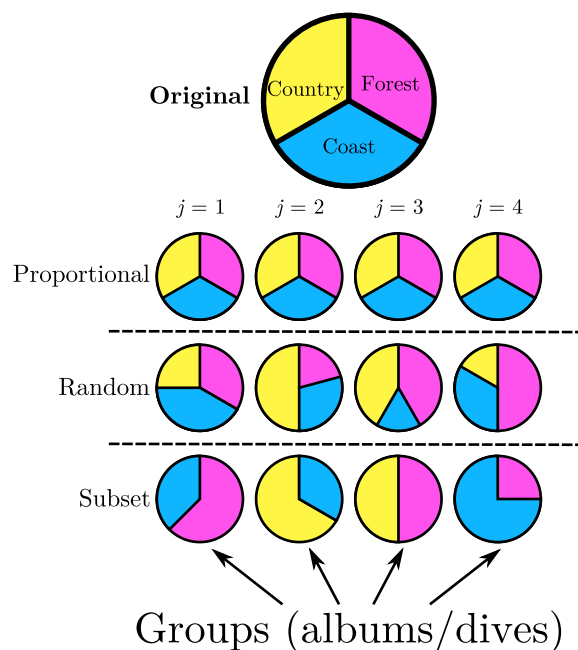 Original
Country
Forest
Coast
j = 1 j = 2 j = 3 j = 4
Proportional
Random
Subset
Groups (albums/dives)